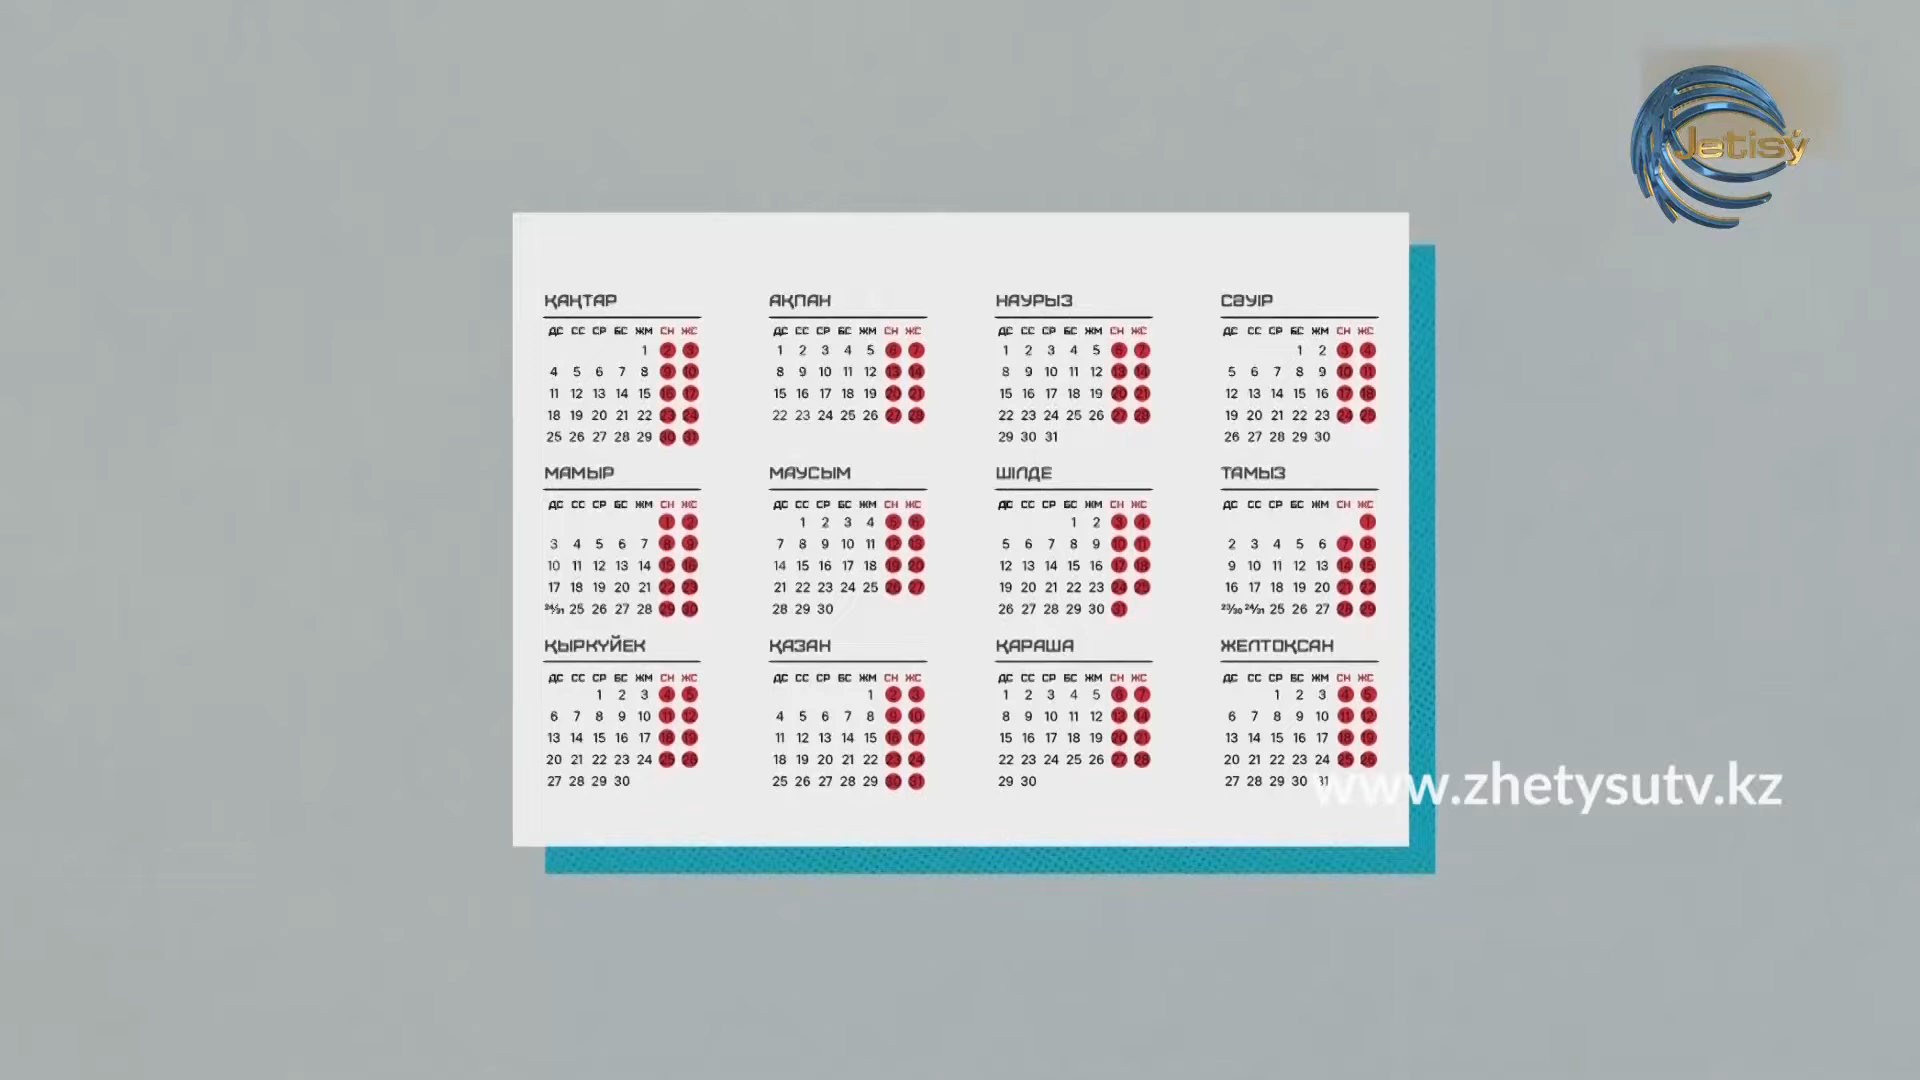 Jetisý
ҚАҢТАР АҚПАН НАУРЫЗ СӘУІР
ДС СС СР БС ЖМ СН ЖС ДС СС СР БС ЖМ СН ЖС ДС СС СР БС ЖМ СН ЖС ДС СС СР БС ЖМ СН ЖС
1 2 3 1 2 3 4 5 6 7 1 2 3 4 5 6 7 1 2 3 4
4 5 6 7 8 9 10 8 9 10 11 12 13 14 8 9 10 11 12 13 14 5 6 7 8 9 10 11
11 12 13 14 15 16 17 15 16 17 18 19 20 21 15 16 17 18 19 20 21 12 13 14 15 16 17 18
18 19 20 21 22 23 24 22 23 24 25 26 27 28 22 23 24 25 26 27 28 19 20 21 22 23 24 25
25 26 27 28 29 30 31 29 30 31 26 27 28 29 30
МАМЫР МАУСЫМ ШІЛДЕ ТАМЫЗ
ДС СС СР БС ЖМ СН ЖС ДС СС СР БС ЖМ СН ЖС ДС СС СР БС ЖМ СН ЖС ДС СС СР БС ЖМ СН ЖС
1 2 1 2 3 4 5 6 1 2 3 4 1
3 4 5 6 7 8 9 7 8 9 10 11 12 13 5 6 7 8 9 10 11 2 3 4 5 6 7 8
10 11 12 13 14 15 16 14 15 16 17 18 19 20 12 13 14 15 16 17 18 9 10 11 12 13 14 15
17 18 19 20 21 22 23 21 22 23 24 25 26 27 19 20 21 22 23 24 25 16 17 18 19 20 21 22
24/31 25 26 27 28 29 30 28 29 30 26 27 28 29 30 31 23/30 24/31 25 26 27 28 29
ҚЫРКҮЙЕК ҚАЗАН ҚАРАША ЖЕЛТОҚСАН
ДС СС СР БС ЖМ СН ЖС ДС СС СР БС ЖМ СН ЖС ДС СС СР БС ЖМ СН ЖС ДС СС СР БС ЖМ СН ЖС
1 2 3 4 5 1 2 3 1 2 3 4 5 6 7 1 2 3 4 5
6 7 8 9 10 11 12 4 5 6 7 8 9 10 8 9 10 11 12 13 14 6 7 8 9 10 11 12
13 14 15 16 17 18 19 11 12 13 14 15 16 17 15 16 17 18 19 20 21 13 14 15 16 17 18 19
20 21 22 23 24 25 26 18 19 20 21 22 23 24 22 23 24 25 26 27 28 20 21 22 23 24 25 26
27 28 29 30 25 26 27 28 29 30 31 29 30 27 28 29 30 31
www.zhetysutv.kz